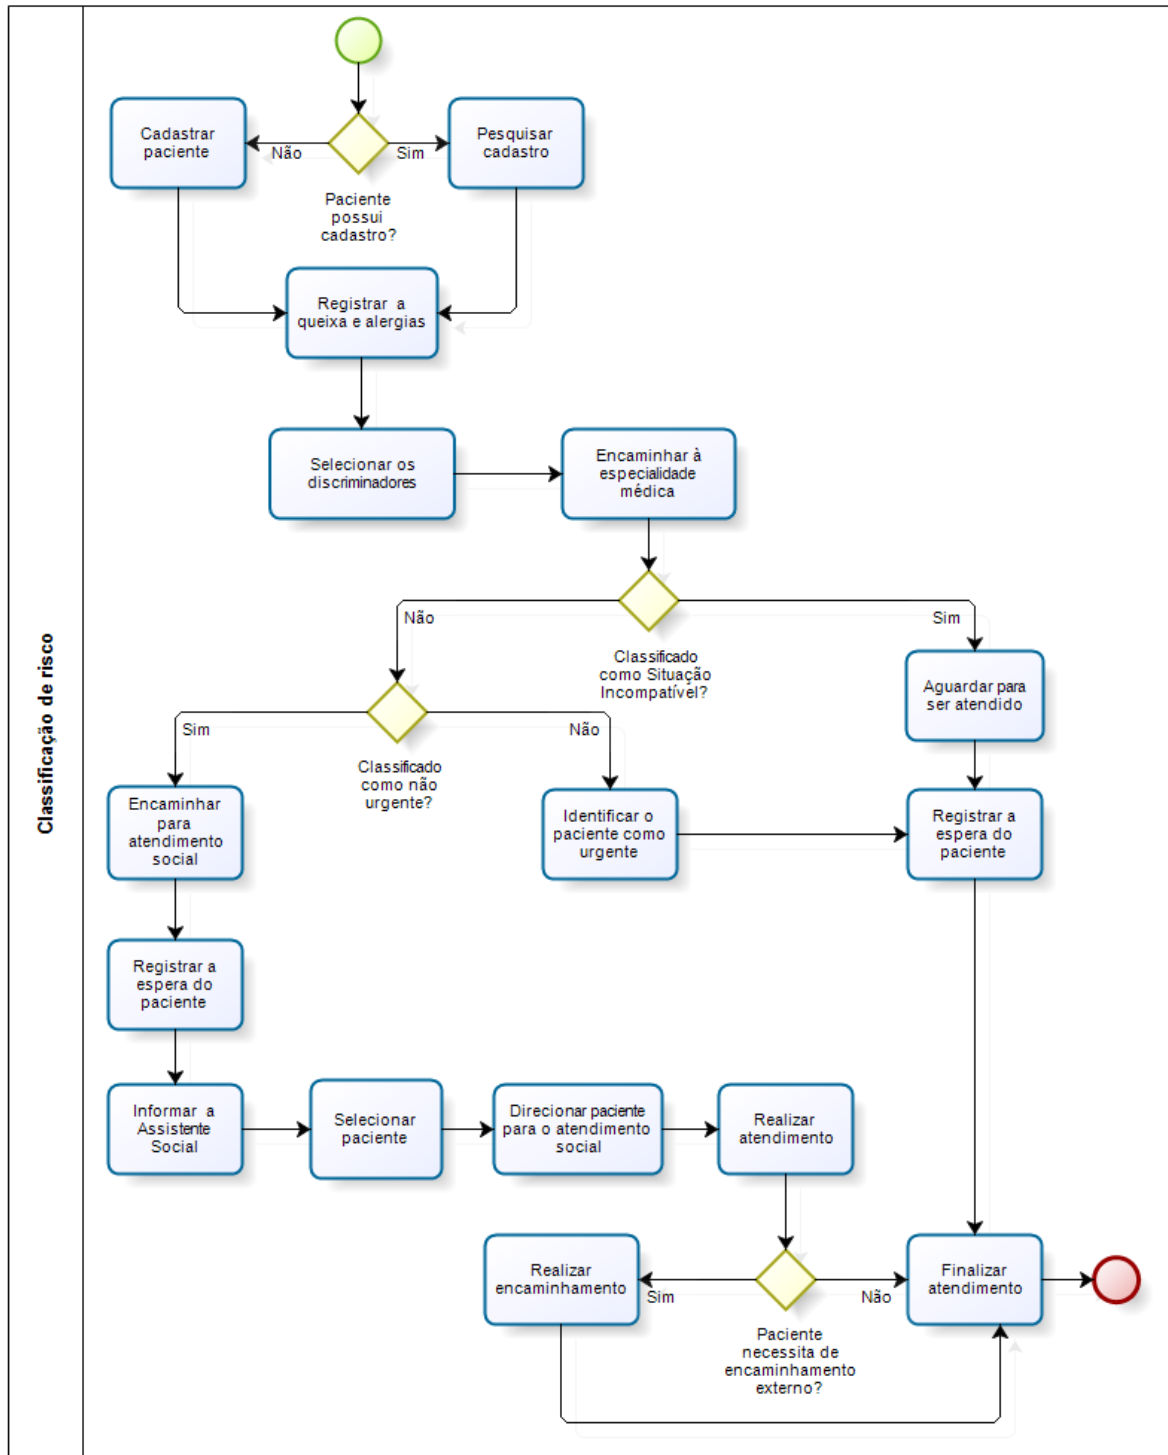 Classificação de risco
Cadastrar
paciente
Não
Sim
Pesquisar
cadastro
Paciente
possui
cadastro?
Registrar a
queixa e alergias
Selecionar os
discriminadores
Encaminhar à
especialidade
médica
Não
Sim
Classificado
como Situação
Incompatível?
Aguardar para
ser atendido
Sim
Não
Classificado
como não
urgente?
Encaminhar
para
atendimento
social
Identificar o
paciente como
urgente
Registrar a
espera do
paciente
Registrar a
espera do
paciente
Informar a
Assistente
Social
Selecionar
paciente
Direcionar paciente
para o atendimento
social
Realizar
atendimento
Realizar
encaminhamento
Sim
Não
Finalizar
atendimento
Paciente
necessita de
encaminhamento
externo?